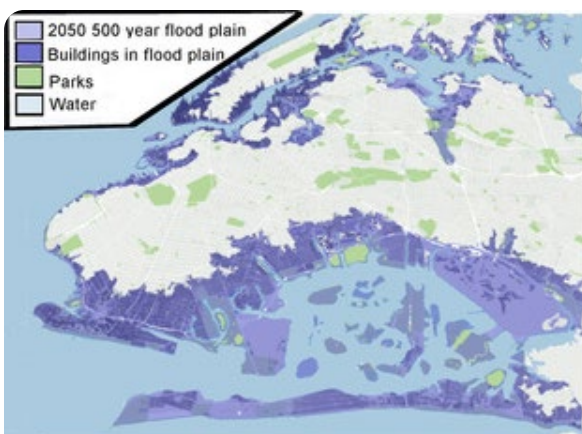 2050 500 year flood plain
Buildings in flood plain
Parks
Water